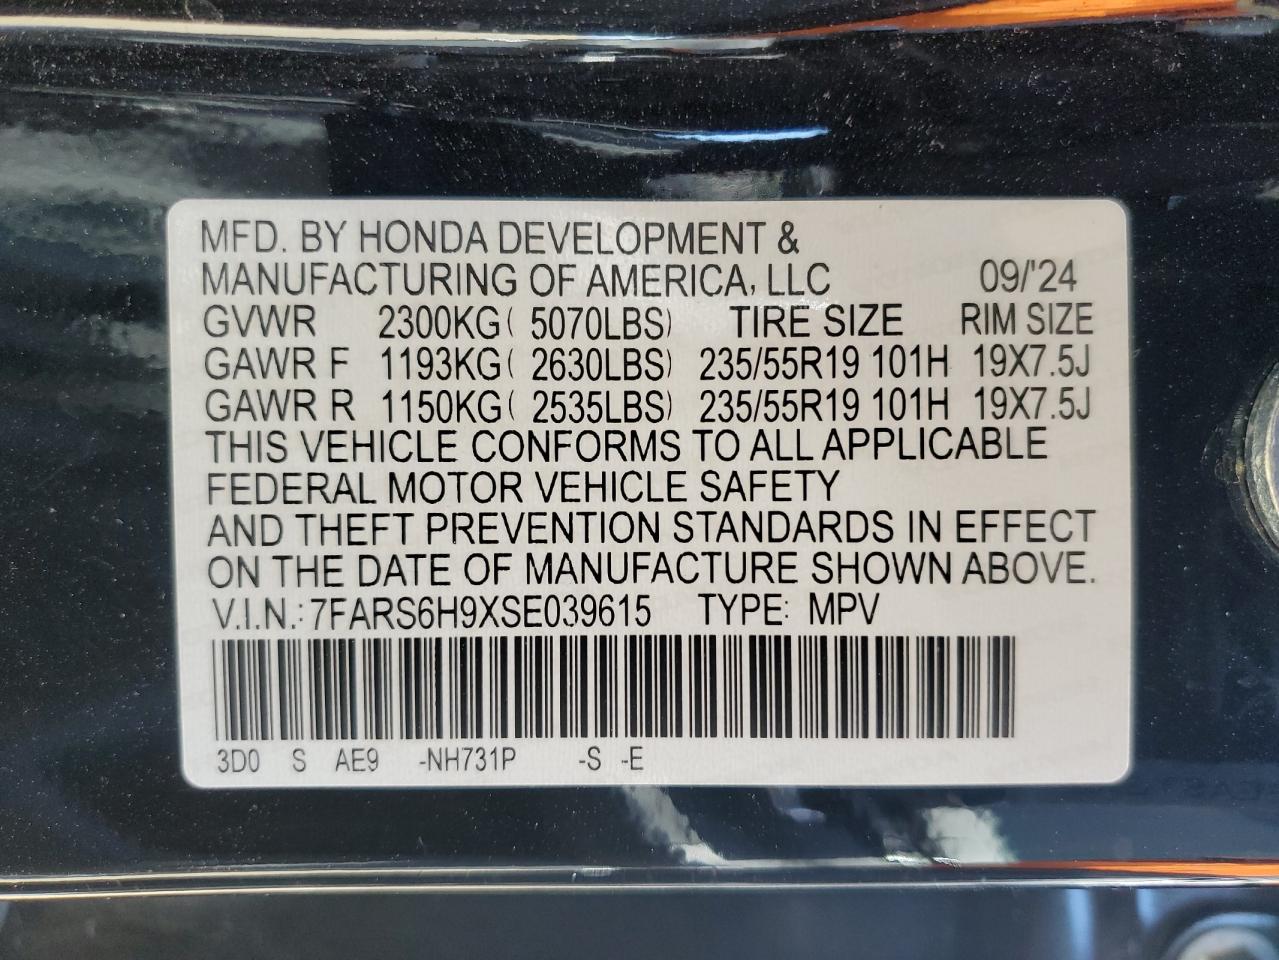 MFD. BY HONDA DEVELOPMENT &
MANUFACTURING OF AMERICA, LLC 09/'24
GVWR 2300KG( 5070LBS) TIRE SIZE RIM SIZE
GAWR F 1193KG( 2630LBS) 235/55R19 101H 19X7.5J
GAWR R 1150KG( 2535LBS) 235/55R19 101H 19X7.5J
THIS VEHICLE CONFORMS TO ALL APPLICABLE
FEDERAL MOTOR VEHICLE SAFETY
AND THEFT PREVENTION STANDARDS IN EFFECT
ON THE DATE OF MANUFACTURE SHOWN ABOVE.
V.I.N.: 7FARS6H9XSE039615 TYPE: MPV
3D0 S AE9 -NH731P -S -E